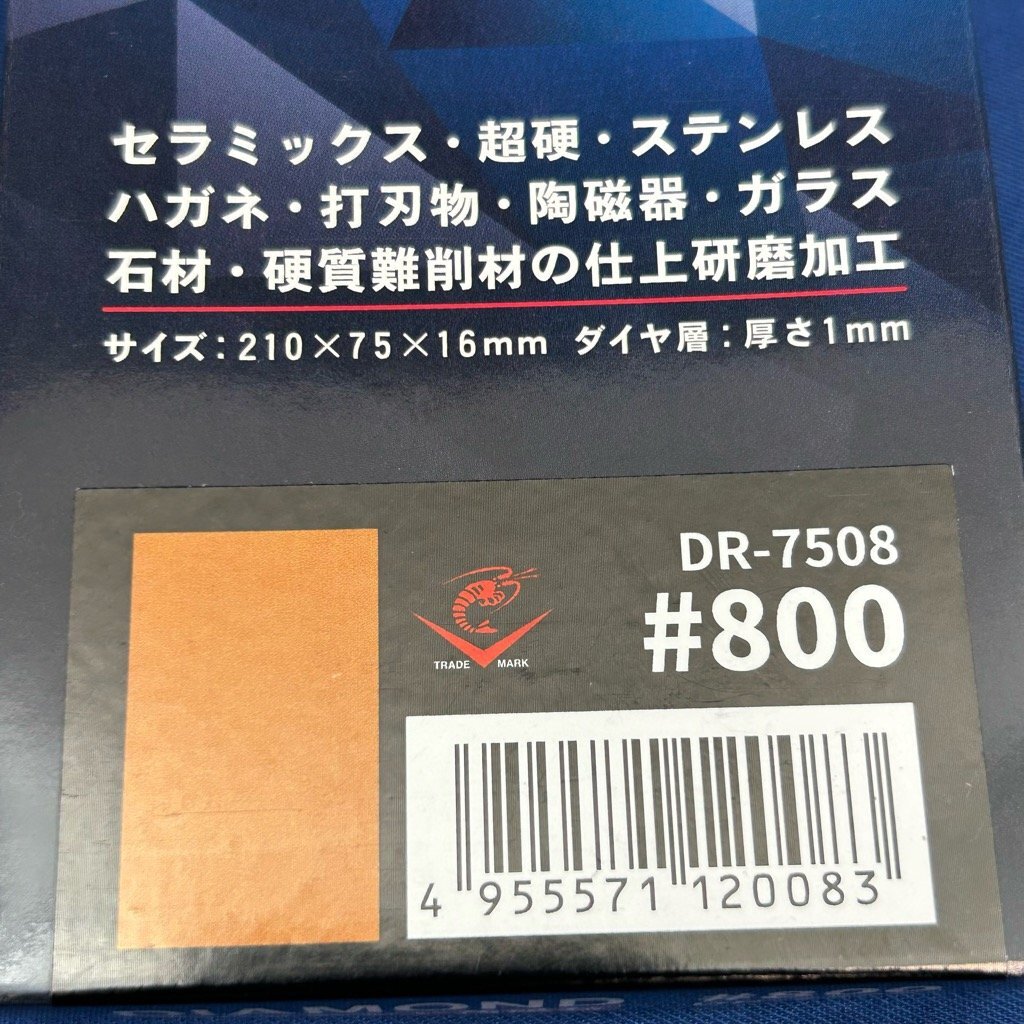 セラミックス・超硬・ステンレス
ハガネ・打刃物・陶磁器・ガラス
石材・硬質難削材の仕上研磨加工
サイズ：210×75×16mm ダイヤ層：厚さ1mm
DR-7508
#800
TRADE MARK
4 955571 120083
DIAMOND #800